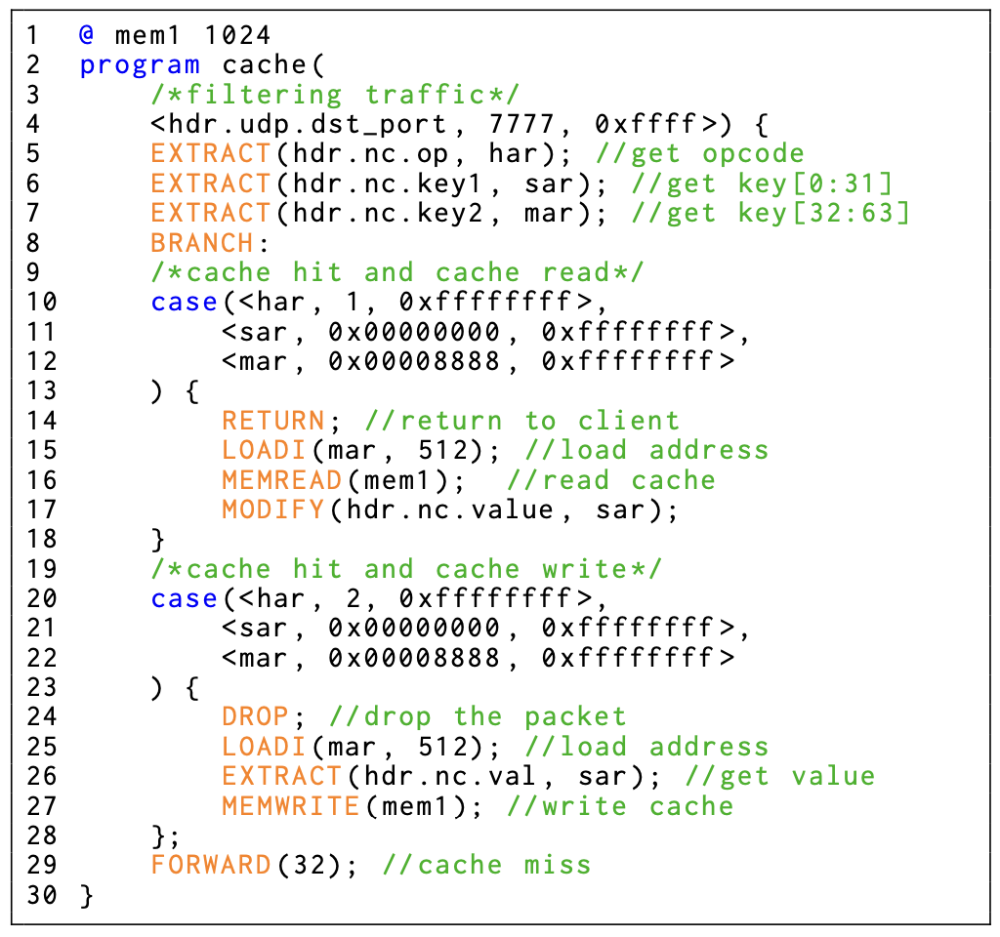 1 @ mem1 1024
2 program cache(
3 /*filtering traffic*/
4 <hdr.udp.dst_port, 7777, 0xffff>) {
5 EXTRACT(hdr.nc.op, har); //get opcode
6 EXTRACT(hdr.nc.key1, sar); //get key[0:31]
7 EXTRACT(hdr.nc.key2, mar); //get key[32:63]
8 BRANCH:
9 /*cache hit and cache read*/
10 case(<har, 1, 0xffffffff>,
11 <sar, 0x00000000, 0xffffffff>,
12 <mar, 0x00008888, 0xffffffff>
13 ) {
14 RETURN; //return to client
15 LOADI(mar, 512); //load address
16 MEMREAD(mem1); //read cache
17 MODIFY(hdr.nc.value, sar);
18 }
19 /*cache hit and cache write*/
20 case(<har, 2, 0xffffffff>,
21 <sar, 0x00000000, 0xffffffff>,
22 <mar, 0x00008888, 0xffffffff>
23 ) {
24 DROP; //drop the packet
25 LOADI(mar, 512); //load address
26 EXTRACT(hdr.nc.val, sar); //get value
27 MEMWRITE(mem1); //write cache
28 };
29 FORWARD(32); //cache miss
30 }